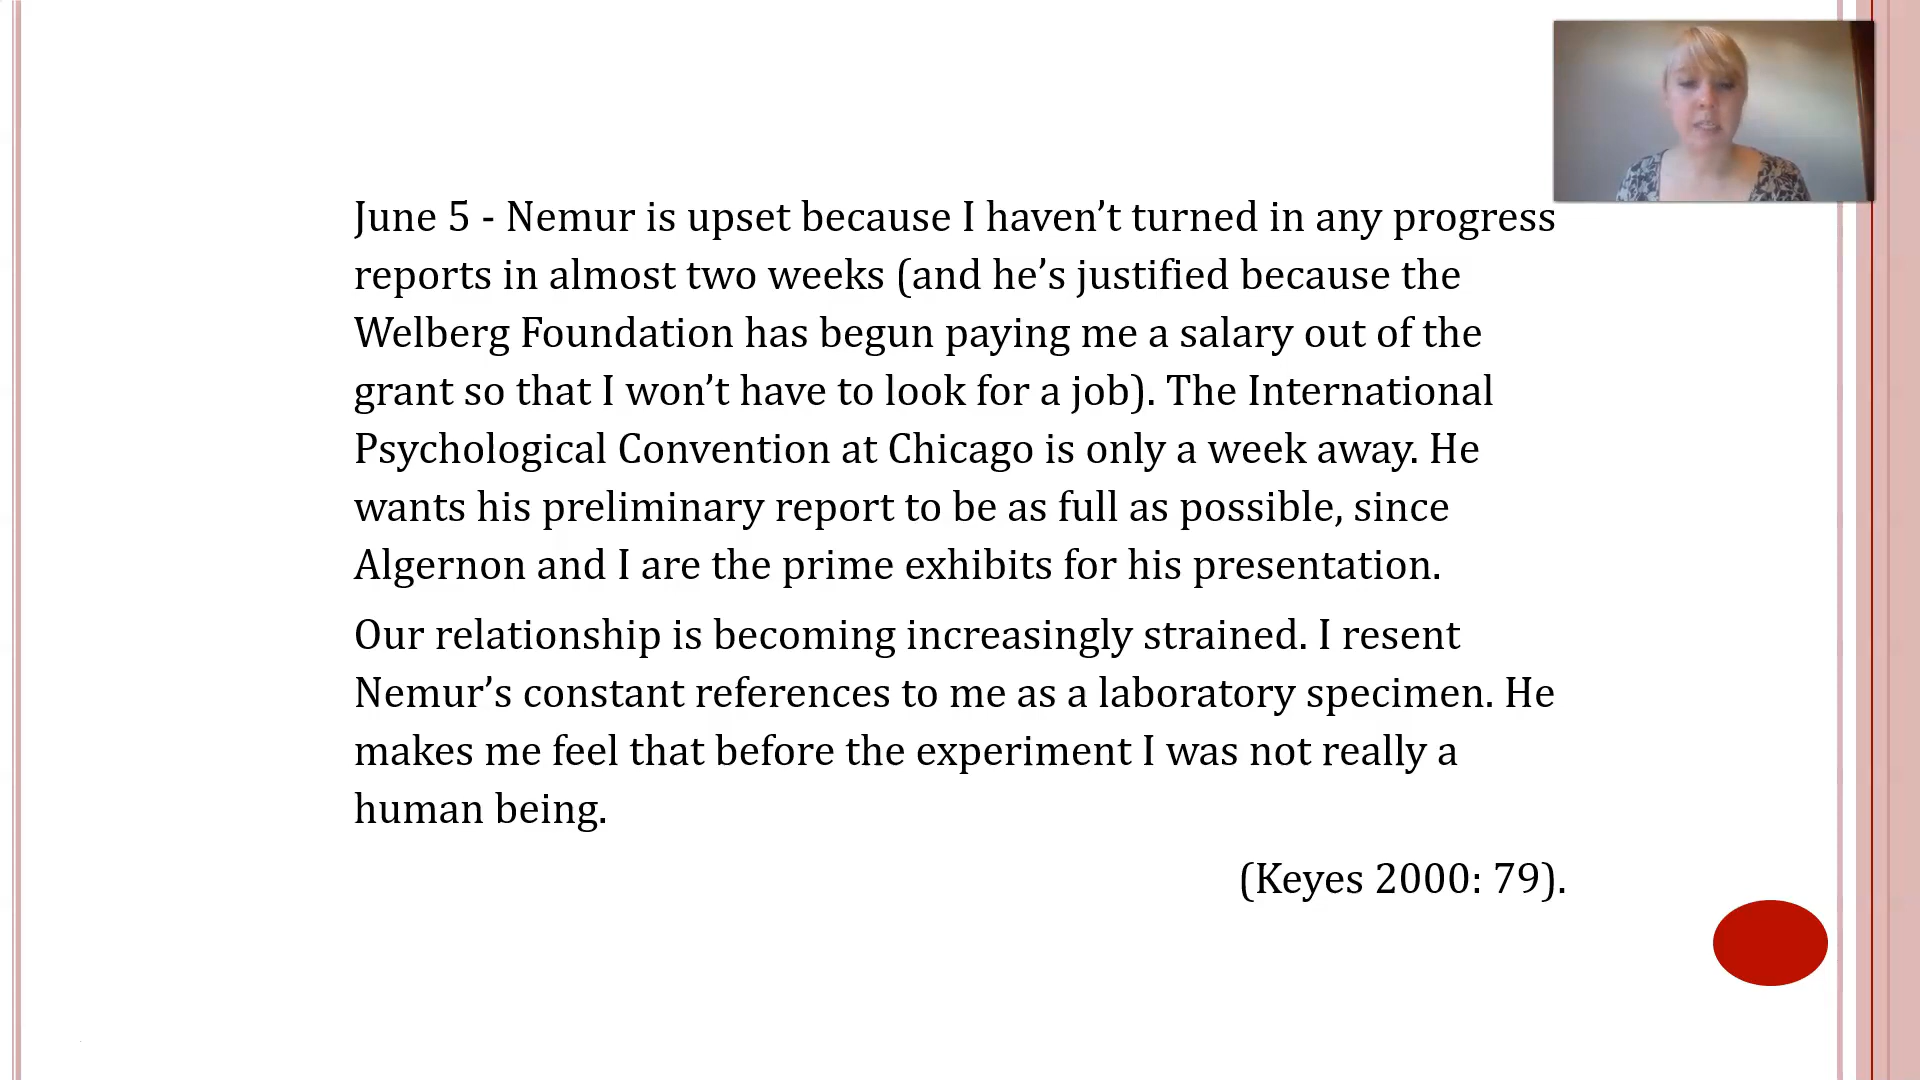 June 5 - Nemur is upset because I haven’t turned in any progress
reports in almost two weeks (and he’s justified because the
Welberg Foundation has begun paying me a salary out of the
grant so that I won’t have to look for a job). The International
Psychological Convention at Chicago is only a week away. He
wants his preliminary report to be as full as possible, since
Algernon and I are the prime exhibits for his presentation.
Our relationship is becoming increasingly strained. I resent
Nemur’s constant references to me as a laboratory specimen. He
makes me feel that before the experiment I was not really a
human being.
(Keyes 2000: 79).